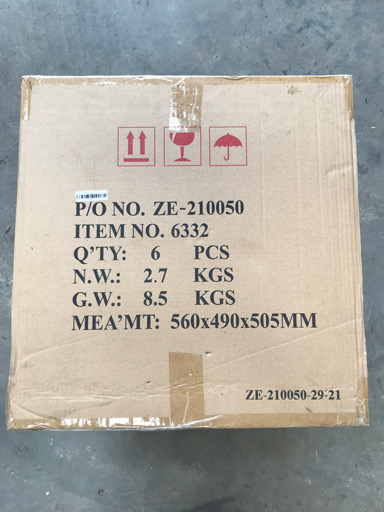 P/O NO. ZE-210050
ITEM NO. 6332
Q'TY: 6 PCS
N.W.: 2.7 KGS
G.W.: 8.5 KGS
MEA'MT: 560x490x505MM
ZE-210050-29-21